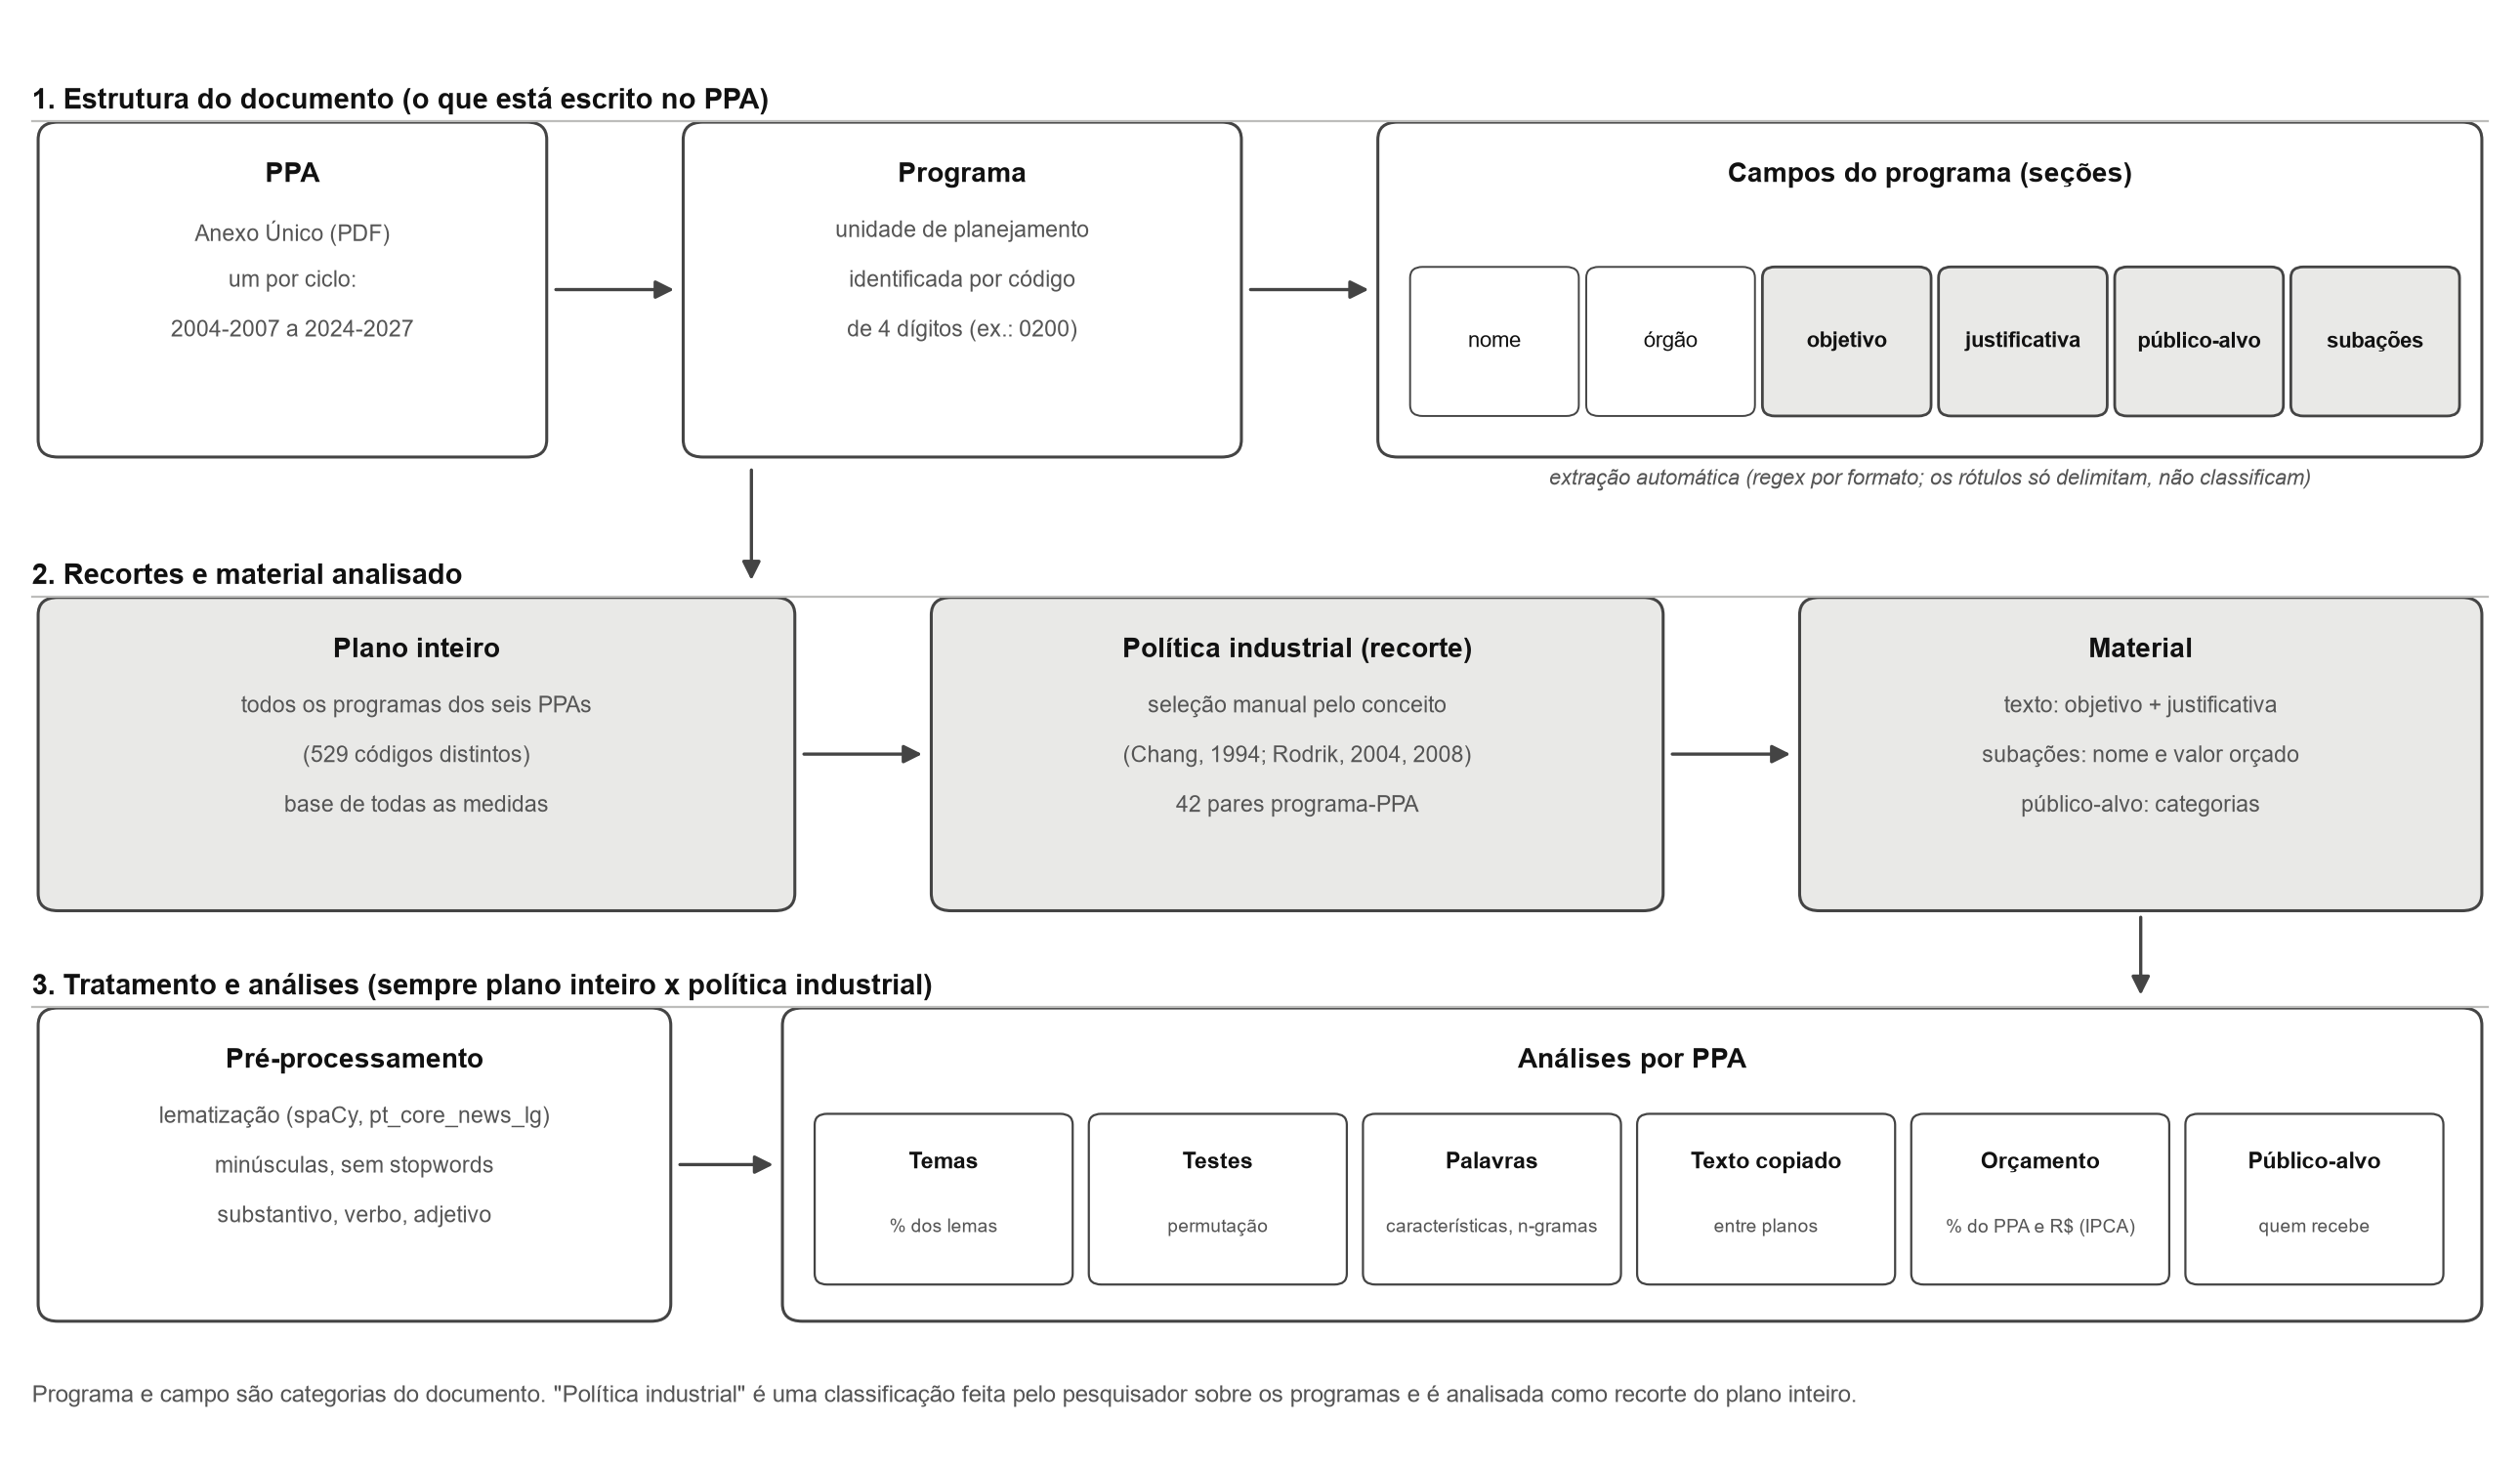 1. Estrutura do documento (o que está escrito no PPA)
PPA
Anexo Único (PDF)
um por ciclo:
2004-2007 a 2024-2027
Programa
unidade de planejamento
identificada por código
de 4 dígitos (ex.: 0200)
Campos do programa (seções)
nome
órgão
objetivo
justificativa
público-alvo
subações
extração automática (regex por formato; os rótulos só delimitam, não classificam)
2. Recortes e material analisado
Plano inteiro
todos os programas dos seis PPAs
(529 códigos distintos)
base de todas as medidas
Política industrial (recorte)
seleção manual pelo conceito
(Chang, 1994; Rodrik, 2004, 2008)
42 pares programa-PPA
Material
texto: objetivo + justificativa
subações: nome e valor orçado
público-alvo: categorias
3. Tratamento e análises (sempre plano inteiro x política industrial)
Pré-processamento
lematização (spaCy, pt_core_news_lg)
minúsculas, sem stopwords
substantivo, verbo, adjetivo
Análises por PPA
Temas
% dos lemas
Testes
permutação
Palavras
características, n-gramas
Texto copiado
entre planos
Orçamento
% do PPA e R$ (IPCA)
Público-alvo
quem recebe
Programa e campo são categorias do documento. "Política industrial" é uma classificação feita pelo pesquisador sobre os programas e é analisada como recorte do plano inteiro.